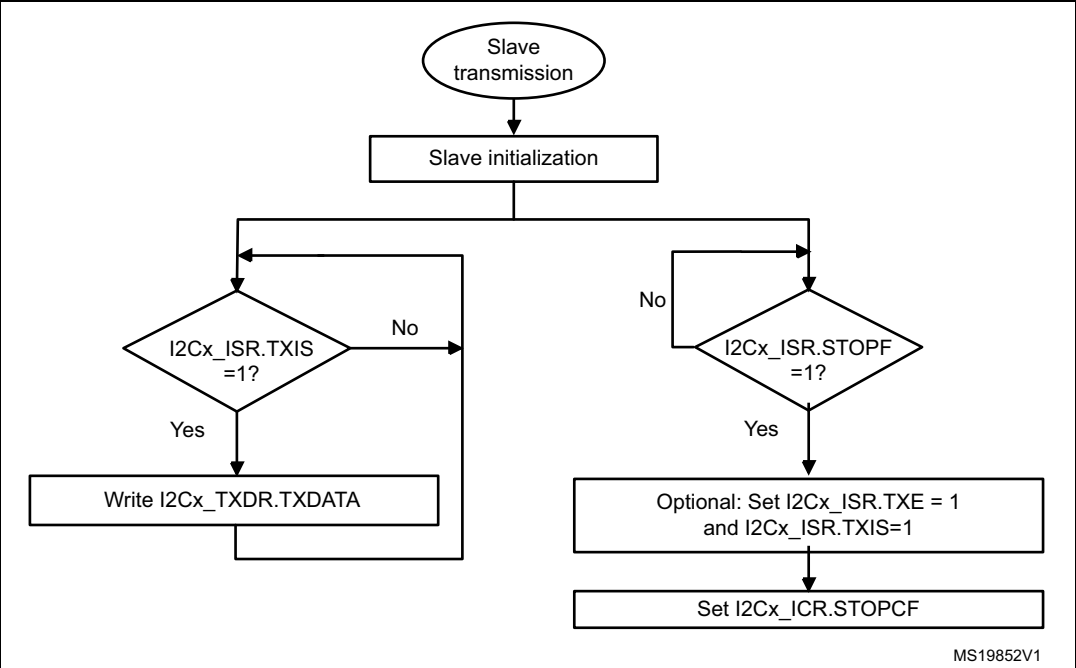 Slave
transmission
Slave initialization
No
I2Cx_ISR.TXIS
=1?
Yes
Write I2Cx_TXDR.TXDATA
No
I2Cx_ISR.STOPF
=1?
Yes
Optional: Set I2Cx_ISR.TXE = 1
and I2Cx_ISR.TXIS=1
Set I2Cx_ICR.STOPCF
MS19852V1